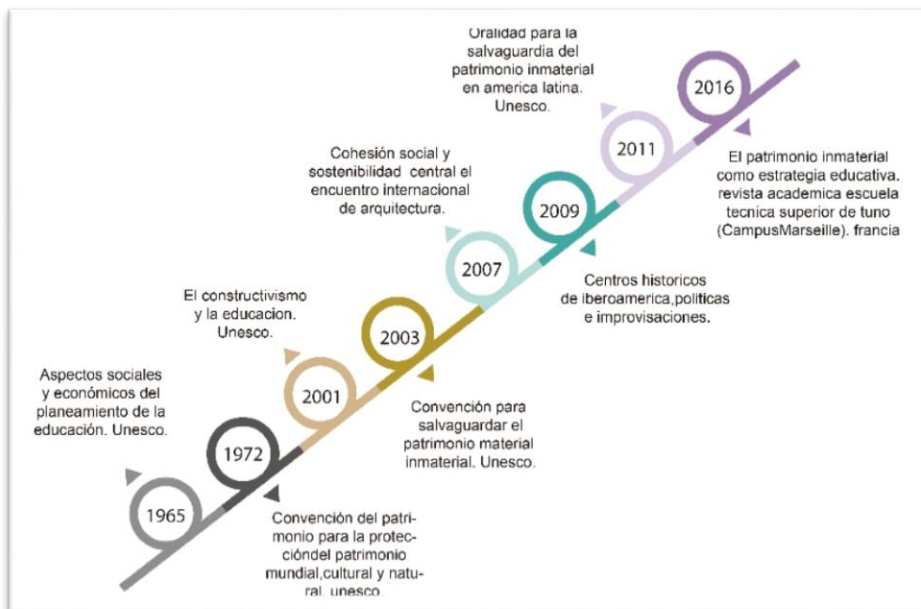 Oralidad para la
salvaguardia del
patrimonio inmaterial
en america latina.
Unesco.
2016
2011
El patrimonio inmaterial
como estrategia educativa.
revista academica escuela
tecnica superior de tuno
(CampusMarseille). francia
Cohesión social y
sostenibilidad central el
encuentro internacional
de arquitectura.
2009
2007
Centros historicos
de iberoamerica,politicas
e improvisaciones.
El constructivismo
y la educacion.
Unesco.
2003
2001
Convención para
salvaguardar el
patrimonio material
inmaterial. Unesco.
Aspectos sociales
y económicos del
planeamiento de la
educación. Unesco.
1972
1965
Convención del patri-
monio para la protec-
cióndel patrimonio
mundial,cultural y natu-
ral. unesco